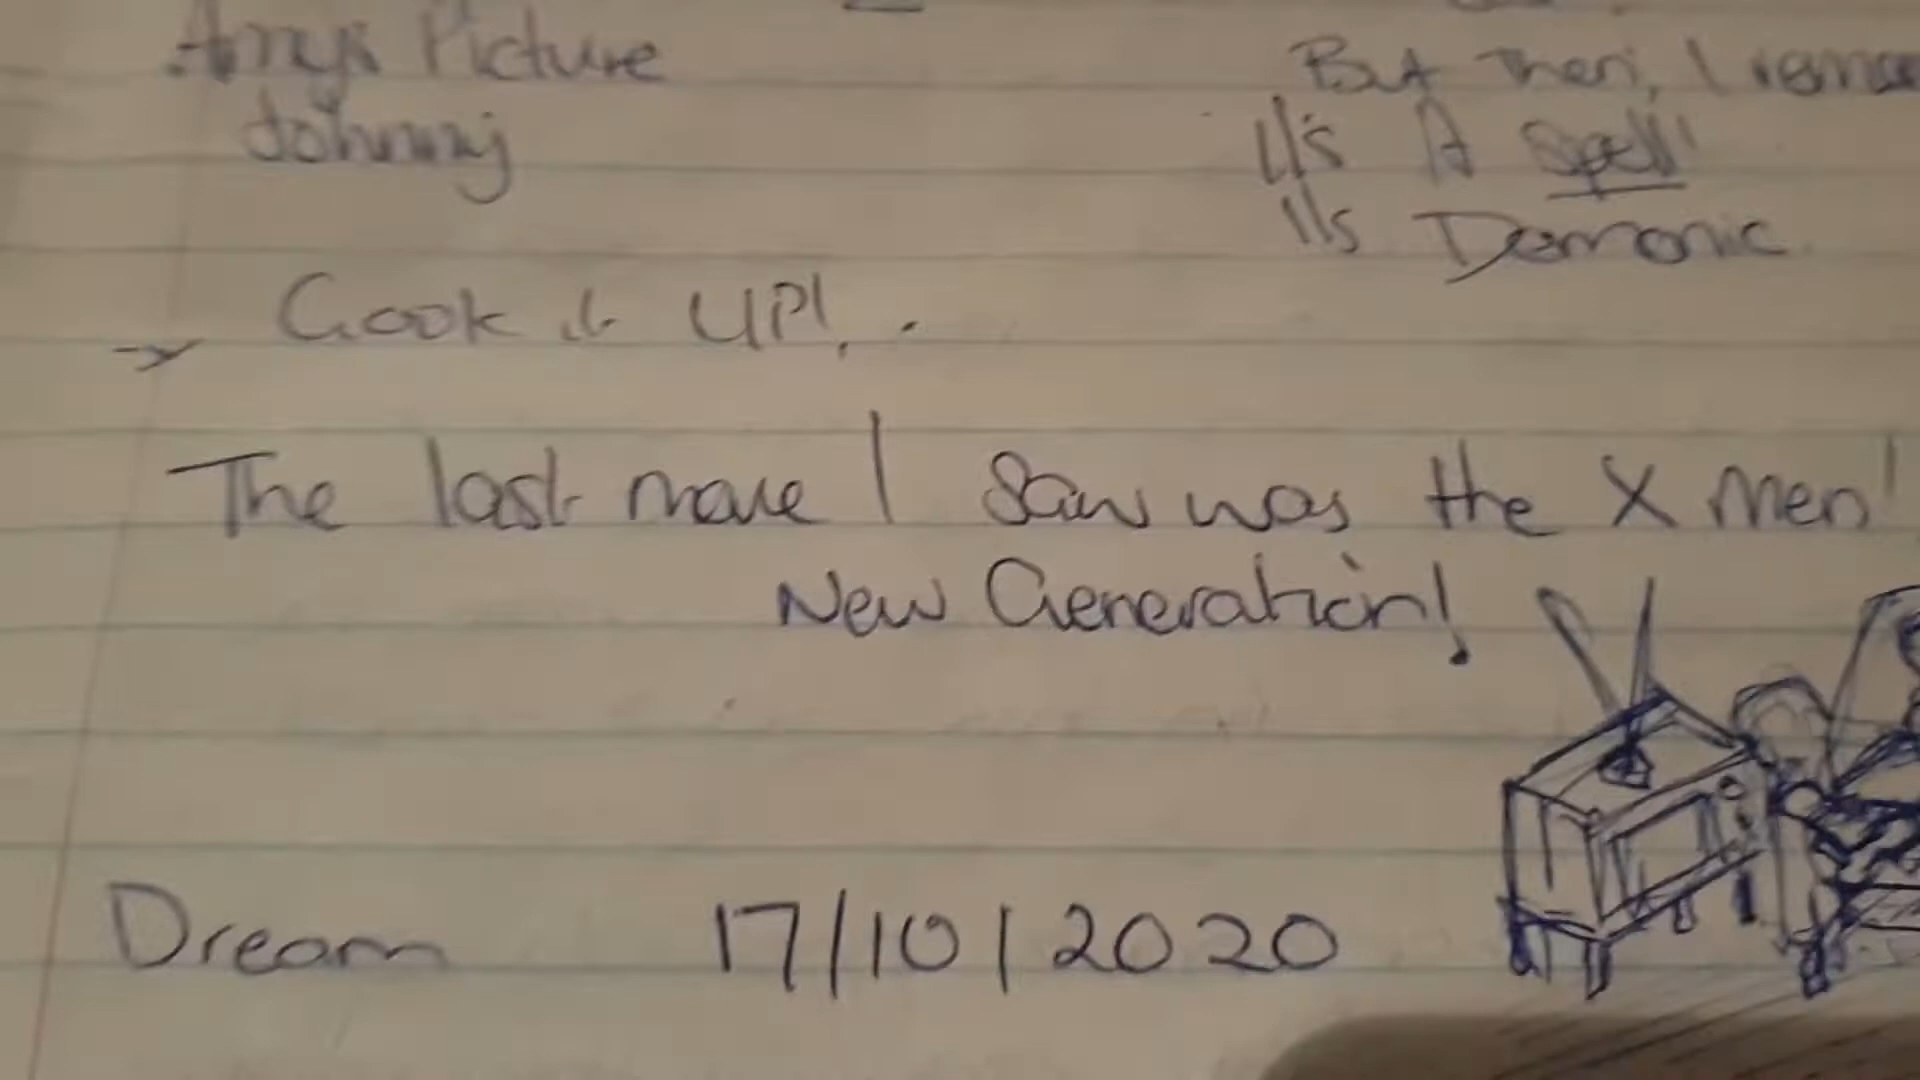 Amys Picture
Johnny
But Then, I
It's A Spell!
It's Demonic
→ Cook it UP!.
The last movie I saw was the X Men!
New Generation!
Dream 17/10/2020